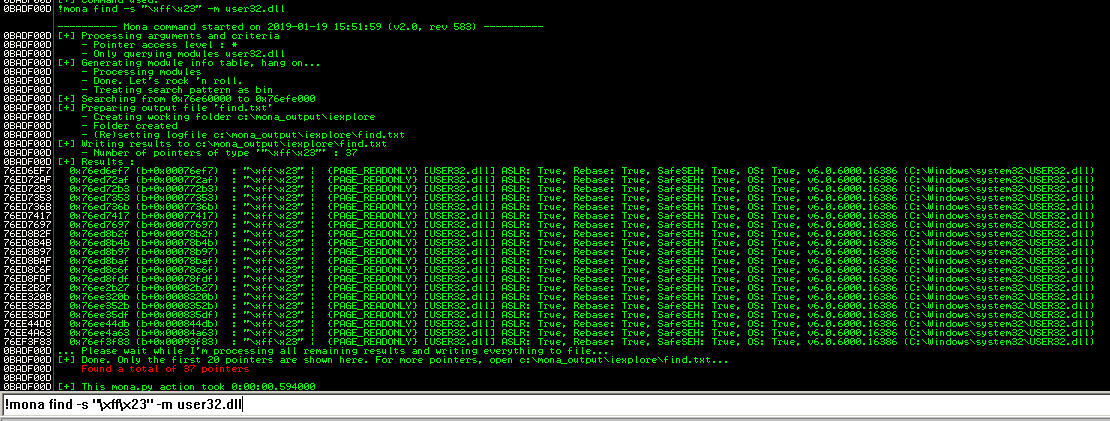 0BADF00D [+] Command used:
0BADF00D !mona find -s "\xff\x23" -m user32.dll
0BADF00D ---------- Mona command started on 2019-01-19 15:51:59 (v2.0, rev 583) ----------
0BADF00D [+] Processing arguments and criteria
0BADF00D - Pointer access level : *
0BADF00D - Only querying modules user32.dll
0BADF00D [+] Generating module info table, hang on...
0BADF00D - Processing modules
0BADF00D - Done. Let's rock 'n roll.
0BADF00D - Treating search pattern as bin
0BADF00D [+] Searching from 0x76e60000 to 0x76efe000
0BADF00D [+] Preparing output file 'find.txt'
0BADF00D - Creating working folder c:\mona_output\iexplore
0BADF00D - Folder created
0BADF00D - (Re)setting logfile c:\mona_output\iexplore\find.txt
0BADF00D [+] Writing results to c:\mona_output\iexplore\find.txt
0BADF00D - Number of pointers of type '"\xff\x23"' : 37
0BADF00D [+] Results :
76ED6EF7 0x76ed6ef7 (b+0x00076ef7) : "\xff\x23" | {PAGE_READONLY} [USER32.dll] ASLR: True, Rebase: True, SafeSEH: True, OS: True, v6.0.6000.16386 (C:\Windows\system32\USER32.dll)
76ED72AF 0x76ed72af (b+0x000772af) : "\xff\x23" | {PAGE_READONLY} [USER32.dll] ASLR: True, Rebase: True, SafeSEH: True, OS: True, v6.0.6000.16386 (C:\Windows\system32\USER32.dll)
76ED72B3 0x76ed72b3 (b+0x000772b3) : "\xff\x23" | {PAGE_READONLY} [USER32.dll] ASLR: True, Rebase: True, SafeSEH: True, OS: True, v6.0.6000.16386 (C:\Windows\system32\USER32.dll)
76ED7353 0x76ed7353 (b+0x00077353) : "\xff\x23" | {PAGE_READONLY} [USER32.dll] ASLR: True, Rebase: True, SafeSEH: True, OS: True, v6.0.6000.16386 (C:\Windows\system32\USER32.dll)
76ED736B 0x76ed736b (b+0x0007736b) : "\xff\x23" | {PAGE_READONLY} [USER32.dll] ASLR: True, Rebase: True, SafeSEH: True, OS: True, v6.0.6000.16386 (C:\Windows\system32\USER32.dll)
76ED7417 0x76ed7417 (b+0x00077417) : "\xff\x23" | {PAGE_READONLY} [USER32.dll] ASLR: True, Rebase: True, SafeSEH: True, OS: True, v6.0.6000.16386 (C:\Windows\system32\USER32.dll)
76ED7697 0x76ed7697 (b+0x00077697) : "\xff\x23" | {PAGE_READONLY} [USER32.dll] ASLR: True, Rebase: True, SafeSEH: True, OS: True, v6.0.6000.16386 (C:\Windows\system32\USER32.dll)
76ED8B2F 0x76ed8b2f (b+0x00078b2f) : "\xff\x23" | {PAGE_READONLY} [USER32.dll] ASLR: True, Rebase: True, SafeSEH: True, OS: True, v6.0.6000.16386 (C:\Windows\system32\USER32.dll)
76ED8B4B 0x76ed8b4b (b+0x00078b4b) : "\xff\x23" | {PAGE_READONLY} [USER32.dll] ASLR: True, Rebase: True, SafeSEH: True, OS: True, v6.0.6000.16386 (C:\Windows\system32\USER32.dll)
76ED8B97 0x76ed8b97 (b+0x00078b97) : "\xff\x23" | {PAGE_READONLY} [USER32.dll] ASLR: True, Rebase: True, SafeSEH: True, OS: True, v6.0.6000.16386 (C:\Windows\system32\USER32.dll)
76ED8BAF 0x76ed8baf (b+0x00078baf) : "\xff\x23" | {PAGE_READONLY} [USER32.dll] ASLR: True, Rebase: True, SafeSEH: True, OS: True, v6.0.6000.16386 (C:\Windows\system32\USER32.dll)
76ED8C6F 0x76ed8c6f (b+0x00078c6f) : "\xff\x23" | {PAGE_READONLY} [USER32.dll] ASLR: True, Rebase: True, SafeSEH: True, OS: True, v6.0.6000.16386 (C:\Windows\system32\USER32.dll)
76ED8FDF 0x76ed8fdf (b+0x00078fdf) : "\xff\x23" | {PAGE_READONLY} [USER32.dll] ASLR: True, Rebase: True, SafeSEH: True, OS: True, v6.0.6000.16386 (C:\Windows\system32\USER32.dll)
76EE2B27 0x76ee2b27 (b+0x00082b27) : "\xff\x23" | {PAGE_READONLY} [USER32.dll] ASLR: True, Rebase: True, SafeSEH: True, OS: True, v6.0.6000.16386 (C:\Windows\system32\USER32.dll)
76EE320B 0x76ee320b (b+0x0008320b) : "\xff\x23" | {PAGE_READONLY} [USER32.dll] ASLR: True, Rebase: True, SafeSEH: True, OS: True, v6.0.6000.16386 (C:\Windows\system32\USER32.dll)
76EE352B 0x76ee352b (b+0x0008352b) : "\xff\x23" | {PAGE_READONLY} [USER32.dll] ASLR: True, Rebase: True, SafeSEH: True, OS: True, v6.0.6000.16386 (C:\Windows\system32\USER32.dll)
76EE35DF 0x76ee35df (b+0x000835df) : "\xff\x23" | {PAGE_READONLY} [USER32.dll] ASLR: True, Rebase: True, SafeSEH: True, OS: True, v6.0.6000.16386 (C:\Windows\system32\USER32.dll)
76EE44DB 0x76ee44db (b+0x000844db) : "\xff\x23" | {PAGE_READONLY} [USER32.dll] ASLR: True, Rebase: True, SafeSEH: True, OS: True, v6.0.6000.16386 (C:\Windows\system32\USER32.dll)
76EE4A63 0x76ee4a63 (b+0x00084a63) : "\xff\x23" | {PAGE_READONLY} [USER32.dll] ASLR: True, Rebase: True, SafeSEH: True, OS: True, v6.0.6000.16386 (C:\Windows\system32\USER32.dll)
76EF3F83 0x76ef3f83 (b+0x00093f83) : "\xff\x23" | {PAGE_READONLY} [USER32.dll] ASLR: True, Rebase: True, SafeSEH: True, OS: True, v6.0.6000.16386 (C:\Windows\system32\USER32.dll)
0BADF00D ... Please wait while I'm processing all remaining results and writing everything to file...
0BADF00D [+] Done. Only the first 20 pointers are shown here. For more pointers, open c:\mona_output\iexplore\find.txt...
0BADF00D Found a total of 37 pointers
0BADF00D
0BADF00D [+] This mona.py action took 0:00:00.594000
!mona find -s "\xff\x23" -m user32.dll